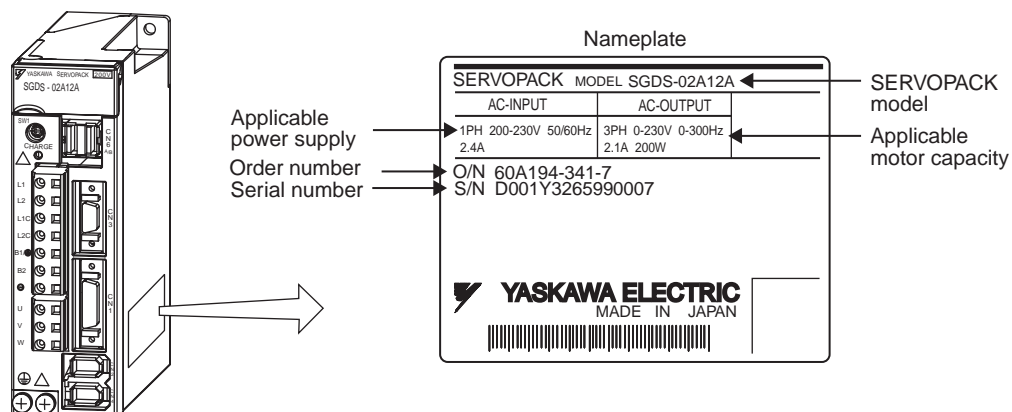 YASKAWA SERVOPACK 200V
SGDS - 02A12A
SW1
CHARGE
CN6
A/B
L1
L2
L1C
L2C
B1/
B2
U
V
W
CN3
CN1
Nameplate
SERVOPACK MODEL SGDS-02A12A
AC-INPUT AC-OUTPUT
1PH 200-230V 50/60Hz 3PH 0-230V 0-300Hz
2.4A 2.1A 200W
O/N 60A194-341-7
S/N D001Y3265990007
YASKAWA ELECTRIC
MADE IN JAPAN
Applicable
power supply
Order number
Serial number
SERVOPACK
model
Applicable
motor capacity